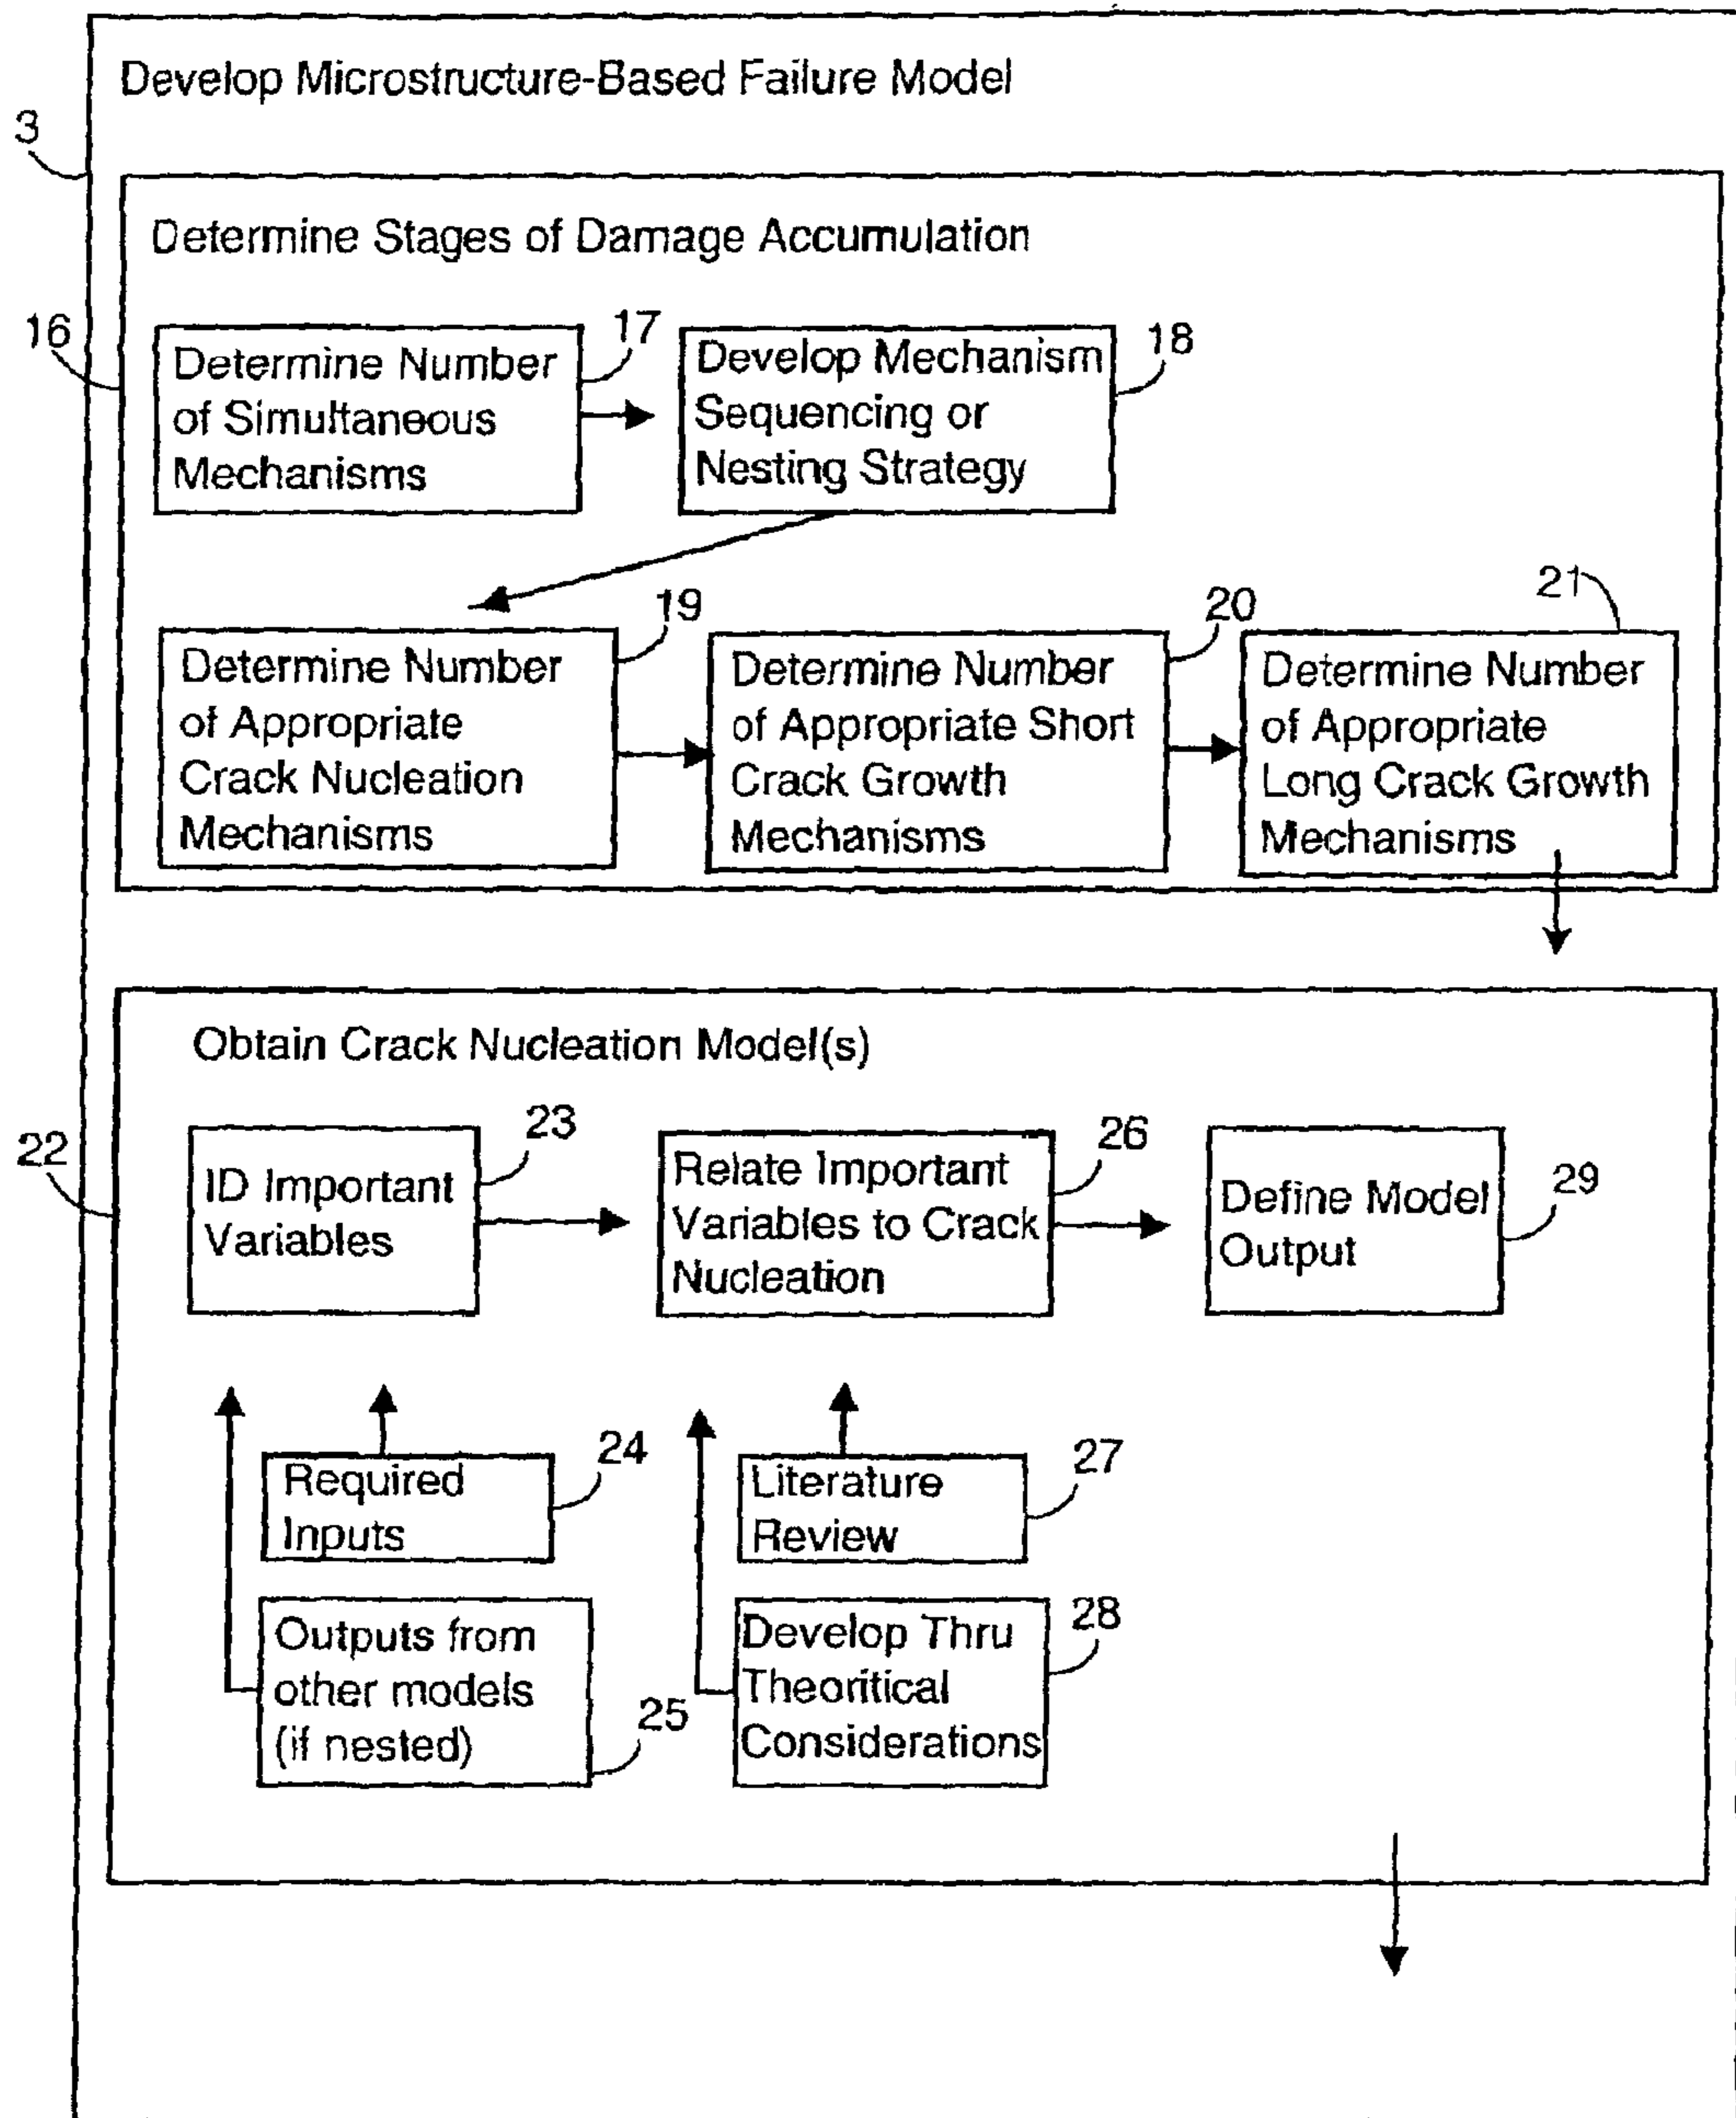 Develop Microstructure-Based Failure Model
3
Determine Stages of Damage Accumulation
16
17
18
Determine Number
of Simultaneous
Mechanisms
Develop Mechanism
Sequencing or
Nesting Strategy
19
20
21
Determine Number
of Appropriate
Crack Nucleation
Mechanisms
Determine Number
of Appropriate Short
Crack Growth
Mechanisms
Determine Number
of Appropriate
Long Crack Growth
Mechanisms
Obtain Crack Nucleation Model(s)
22
23
26
29
ID Important
Variables
Relate Important
Variables to Crack
Nucleation
Define Model
Output
24
27
Required
Inputs
Literature
Review
25
28
Outputs from
other models
(if nested)
Develop Thru
Theoritical
Considerations